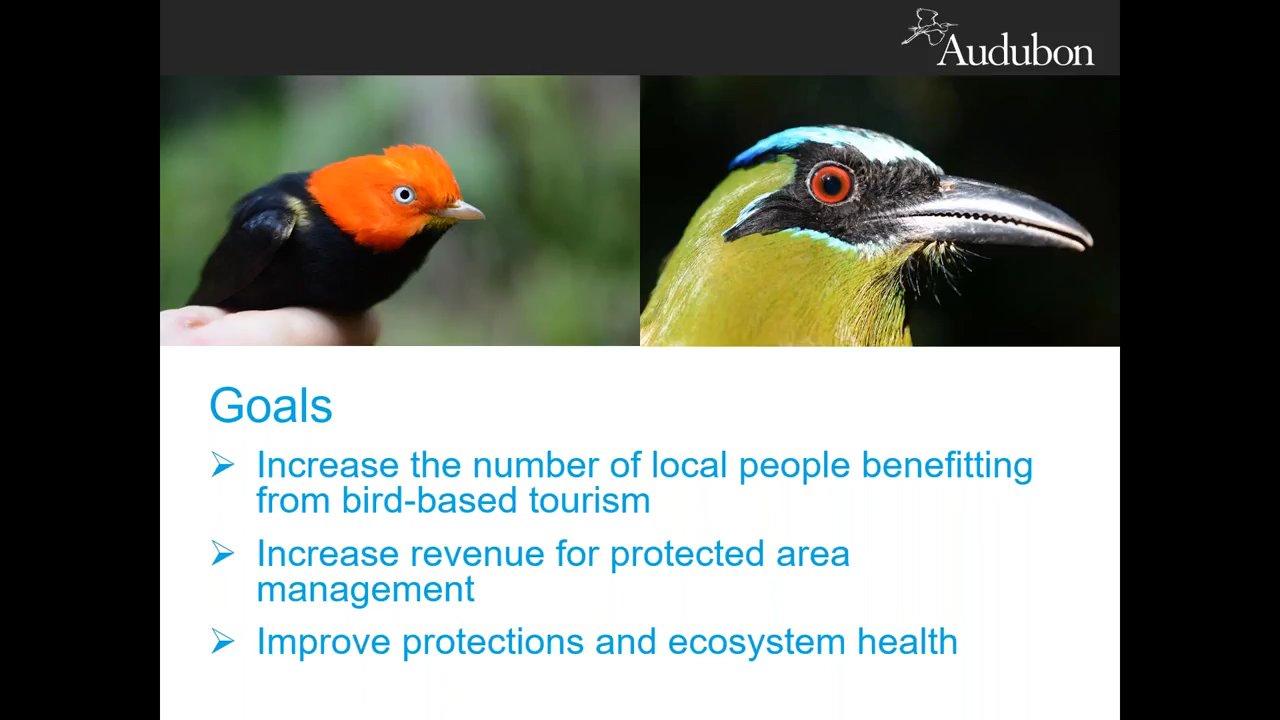 Audubon
Goals
Increase the number of local people benefitting
from bird-based tourism
Increase revenue for protected area
management
Improve protections and ecosystem health